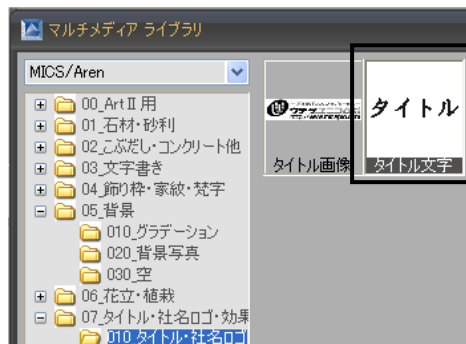 マルチメディア ライブラリ
MICS/Aren
00_ArtⅡ用
01_石材・砂利
02_こぶだし・コンクリート他
03_文字書き
04_飾り枠・家紋・梵字
05_背景
010_グラデーション
020_背景写真
030_空
06_花立・植栽
07_タイトル・社名ロゴ・効果
010_タイトル・社名ロゴ
タイトル画像
タイトル
タイトル文字